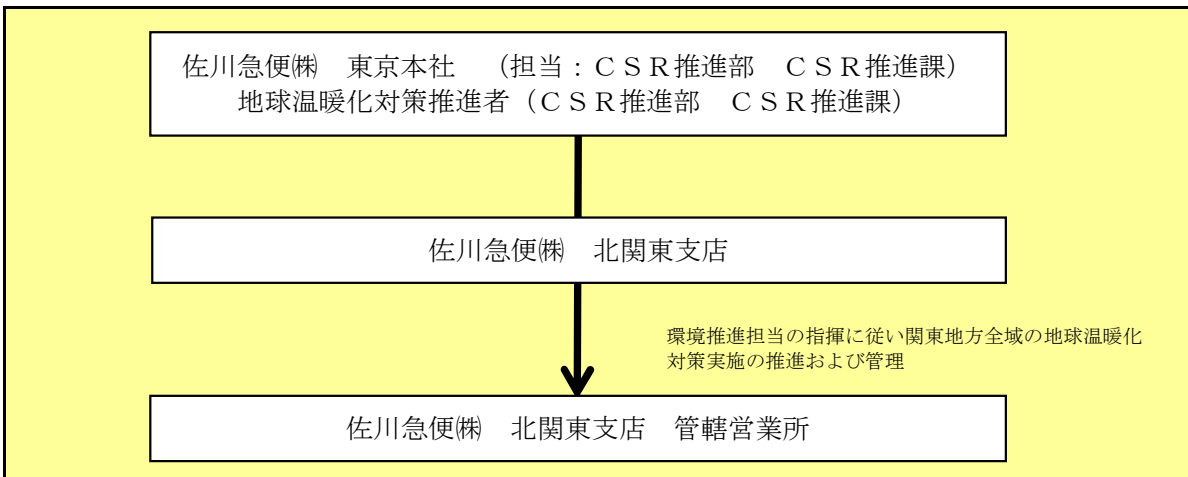 佐川急便㈱　東京本社　（担当：ＣＳＲ推進部　ＣＳＲ推進課）
地球温暖化対策推進者（ＣＳＲ推進部　ＣＳＲ推進課）
佐川急便㈱　北関東支店
環境推進担当の指揮に従い関東地方全域の地球温暖化
対策実施の推進および管理
佐川急便㈱　北関東支店　管轄営業所